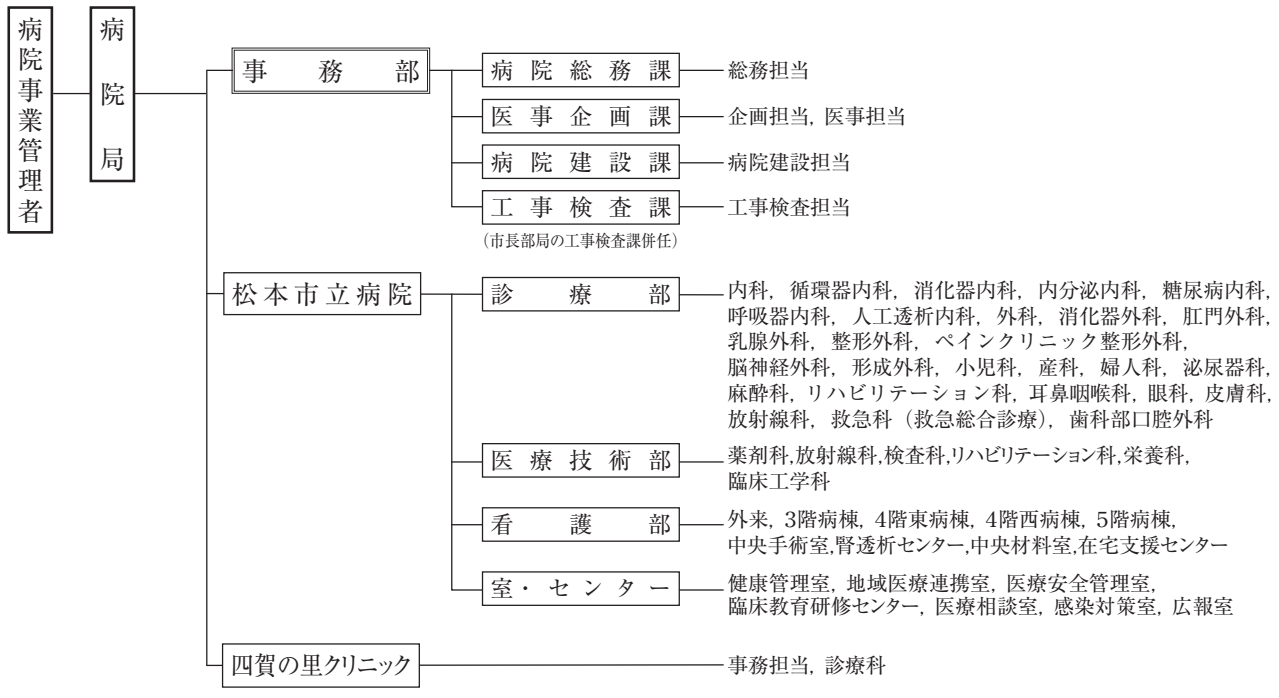 病院事業管理者
病院局
事務部
病院総務課
総務担当
医事企画課
企画担当, 医事担当
病院建設課
病院建設担当
工事検査課
工事検査担当
(市長部局の工事検査課併任)
松本市立病院
診療部
内科, 循環器内科, 消化器内科, 内分泌内科, 糖尿病内科,
呼吸器内科, 人工透析内科, 外科, 消化器外科, 肛門外科,
乳腺外科, 整形外科, ペインクリニック整形外科,
脳神経外科, 形成外科, 小児科, 産科, 婦人科, 泌尿器科,
麻酔科, リハビリテーション科, 耳鼻咽喉科, 眼科, 皮膚科,
放射線科, 救急科（救急総合診療）, 歯科部口腔外科
医療技術部
薬剤科,放射線科,検査科,リハビリテーション科,栄養科,
臨床工学科
看護部
外来, 3階病棟, 4階東病棟, 4階西病棟, 5階病棟,
中央手術室,腎透析センター,中央材料室,在宅支援センター
室・センター
健康管理室, 地域医療連携室, 医療安全管理室,
臨床教育研修センター, 医療相談室, 感染対策室, 広報室
四賀の里クリニック
事務担当, 診療科